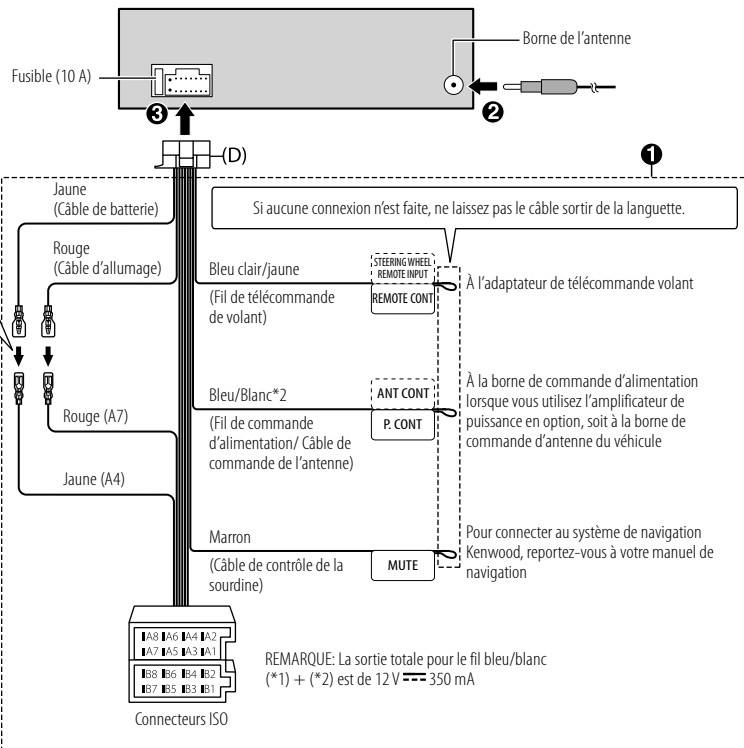 Borne de l'antenne
Fusible (10 A)
❸
❷
(D)
❶
Jaune
(Câble de batterie)
Si aucune connexion n'est faite, ne laissez pas le câble sortir de la languette.
Rouge
(Câble d'allumage)
Bleu clair/jaune
(Fil de télécommande
de volant)
STEERING WHEEL
REMOTE INPUT
REMOTE CONT
À l'adaptateur de télécommande volant
Bleu/Blanc*2
(Fil de commande
d'alimentation/ Câble de
commande de l'antenne)
ANT CONT
P. CONT
À la borne de commande d'alimentation
lorsque vous utilisez l'amplificateur de
puissance en option, soit à la borne de
commande d'antenne du véhicule
Rouge (A7)
Jaune (A4)
Marron
(Câble de contrôle de la
sourdine)
MUTE
Pour connecter au système de navigation
Kenwood, reportez-vous à votre manuel de
navigation
A8 A6 A4 A2
A7 A5 A3 A1
B8 B6 B4 B2
B7 B5 B3 B1
Connecteurs ISO
REMARQUE: La sortie totale pour le fil bleu/blanc
(*1) + (*2) est de 12 V ⎓ 350 mA